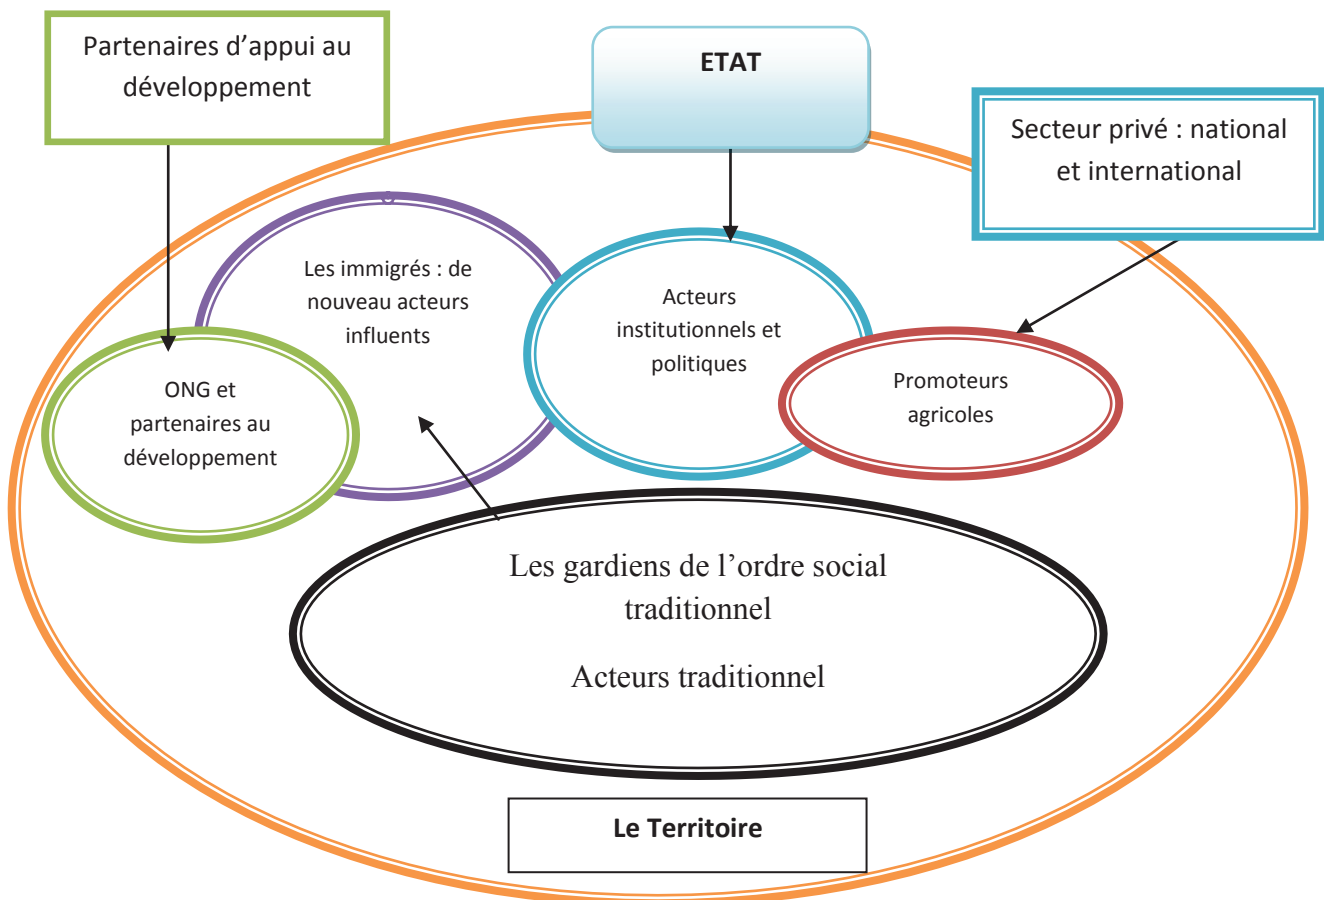 Partenaires d’appui au
développement
ETAT
Secteur privé : national
et international
Les immigrés : de
nouveau acteurs
influents
Acteurs
institutionnels et
politiques
ONG et
partenaires au
développement
Promoteurs
agricoles
Les gardiens de l’ordre social
traditionnel
Acteurs traditionnel
Le Territoire